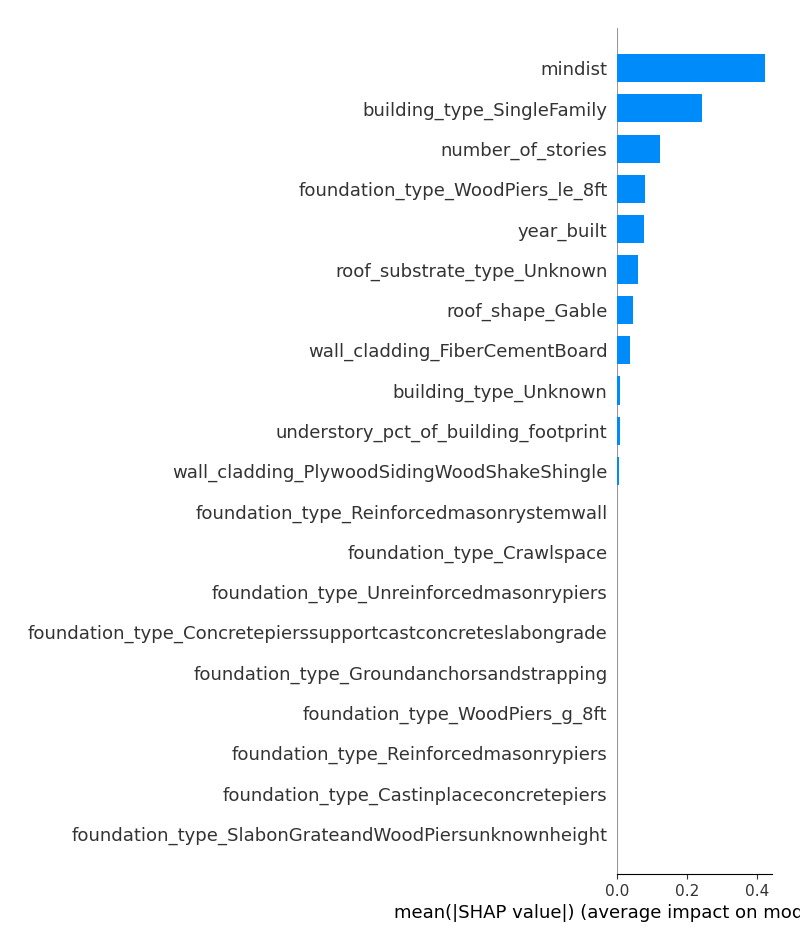 mindist
building_type_SingleFamily
number_of_stories
foundation_type_WoodPiers_le_8ft
year_built
roof_substrate_type_Unknown
roof_shape_Gable
wall_cladding_FiberCementBoard
building_type_Unknown
understory_pct_of_building_footprint
wall_cladding_PlywoodSidingWoodShakeShingle
foundation_type_Reinforcedmasonrystemwall
foundation_type_Crawlspace
foundation_type_Unreinforcedmasonrypiers
foundation_type_Concretepierssupportcastconcreteslabongrade
foundation_type_Groundanchorsandstrapping
foundation_type_WoodPiers_g_8ft
foundation_type_Reinforcedmasonrypiers
foundation_type_Castinplaceconcretepiers
foundation_type_SlabonGrateandWoodPiersunknownheight
0.0 0.2 0.4
mean(|SHAP value|) (average impact on mod